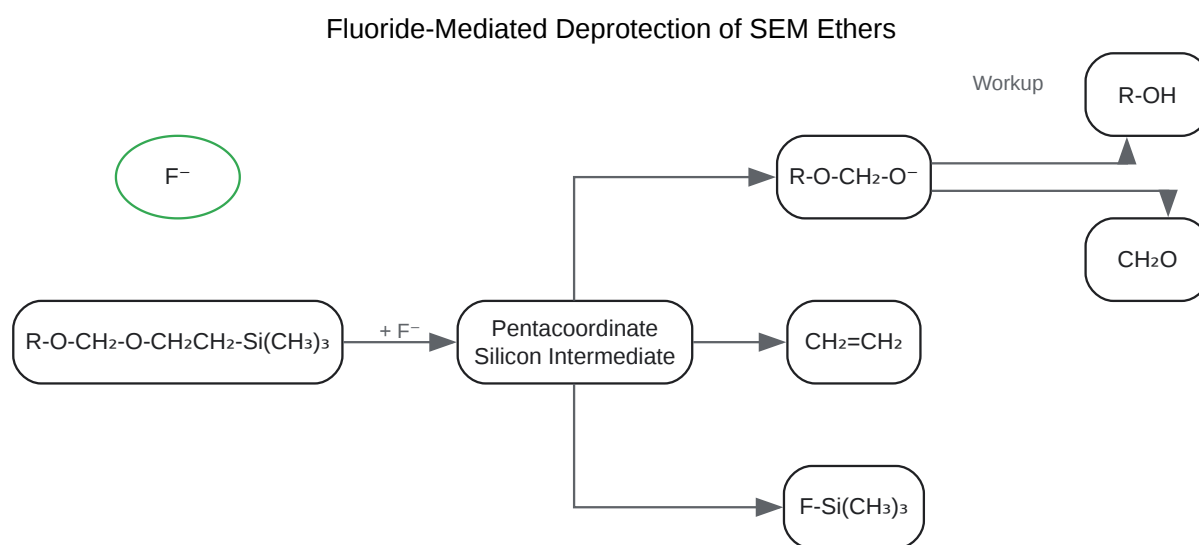 Fluoride-Mediated Deprotection of SEM Ethers
Workup
R-OH
F⁻
R-O-CH₂-O⁻
CH₂O
R-O-CH₂-O-CH₂CH₂-Si(CH₃)₃
+ F⁻
Pentacoordinate
Silicon Intermediate
CH₂=CH₂
F-Si(CH₃)₃